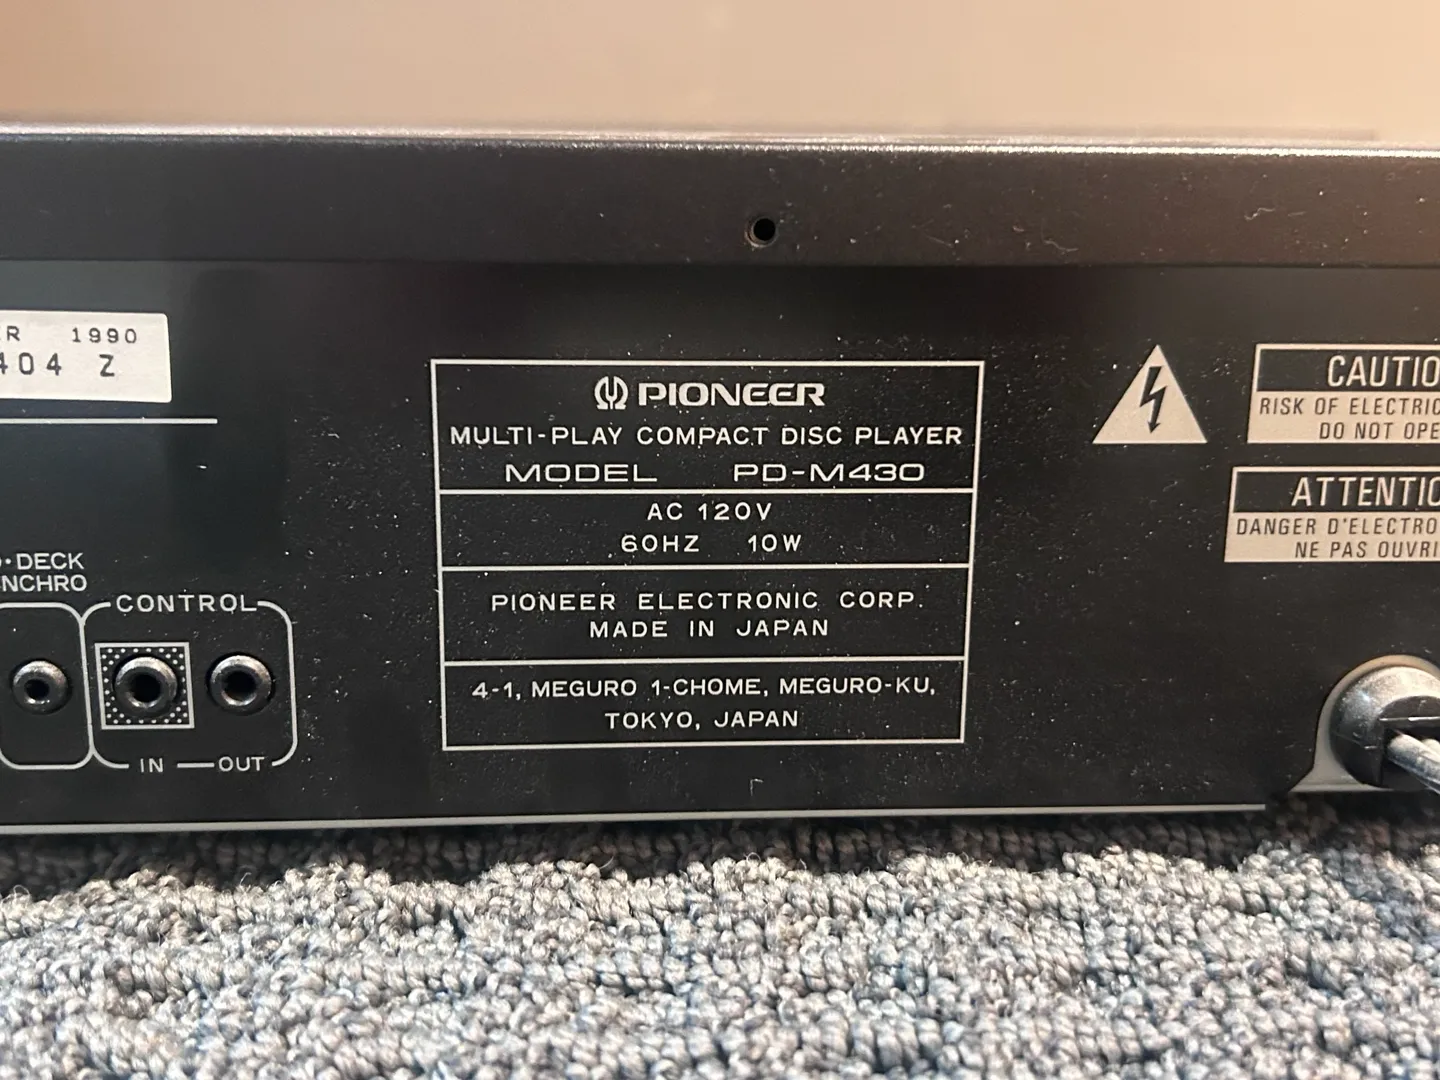 R 1990
404 Z
PIONEER
MULTI-PLAY COMPACT DISC PLAYER
MODEL PD-M430
AC 120V
60HZ 10W
PIONEER ELECTRONIC CORP.
MADE IN JAPAN
4-1, MEGURO 1-CHOME, MEGURO-KU,
TOKYO, JAPAN
·DECK
NCHRO
CONTROL
IN OUT
CAUTIO
RISK OF ELECTRIC
DO NOT OPE
ATTENTIO
DANGER D'ELECTRO
NE PAS OUVRI